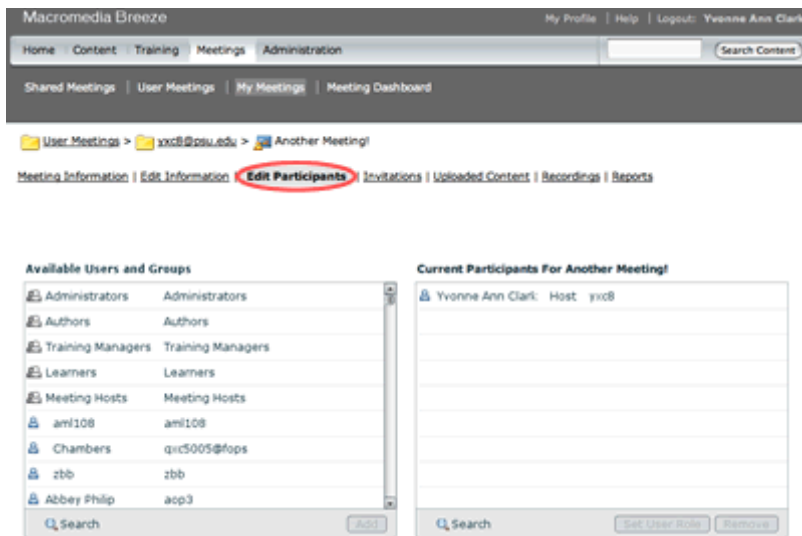 Macromedia Breeze My Profile | Help | Logout: Yvonne Ann Clark
Home Content Training Meetings Administration Search Content
Shared Meetings | User Meetings | My Meetings | Meeting Dashboard
User Meetings > yxc8@psu.edu > Another Meeting!
Meeting Information | Edit Information | Edit Participants | Invitations | Uploaded Content | Recordings | Reports
Available Users and Groups
Administrators Administrators
Authors Authors
Training Managers Training Managers
Learners Learners
Meeting Hosts Meeting Hosts
aml108 aml108
Chambers qxc5005@fops
zbb zbb
Abbey Philip aop3
Search Add
Current Participants For Another Meeting!
Yvonne Ann Clark Host yxc8
Search Set User Role Remove